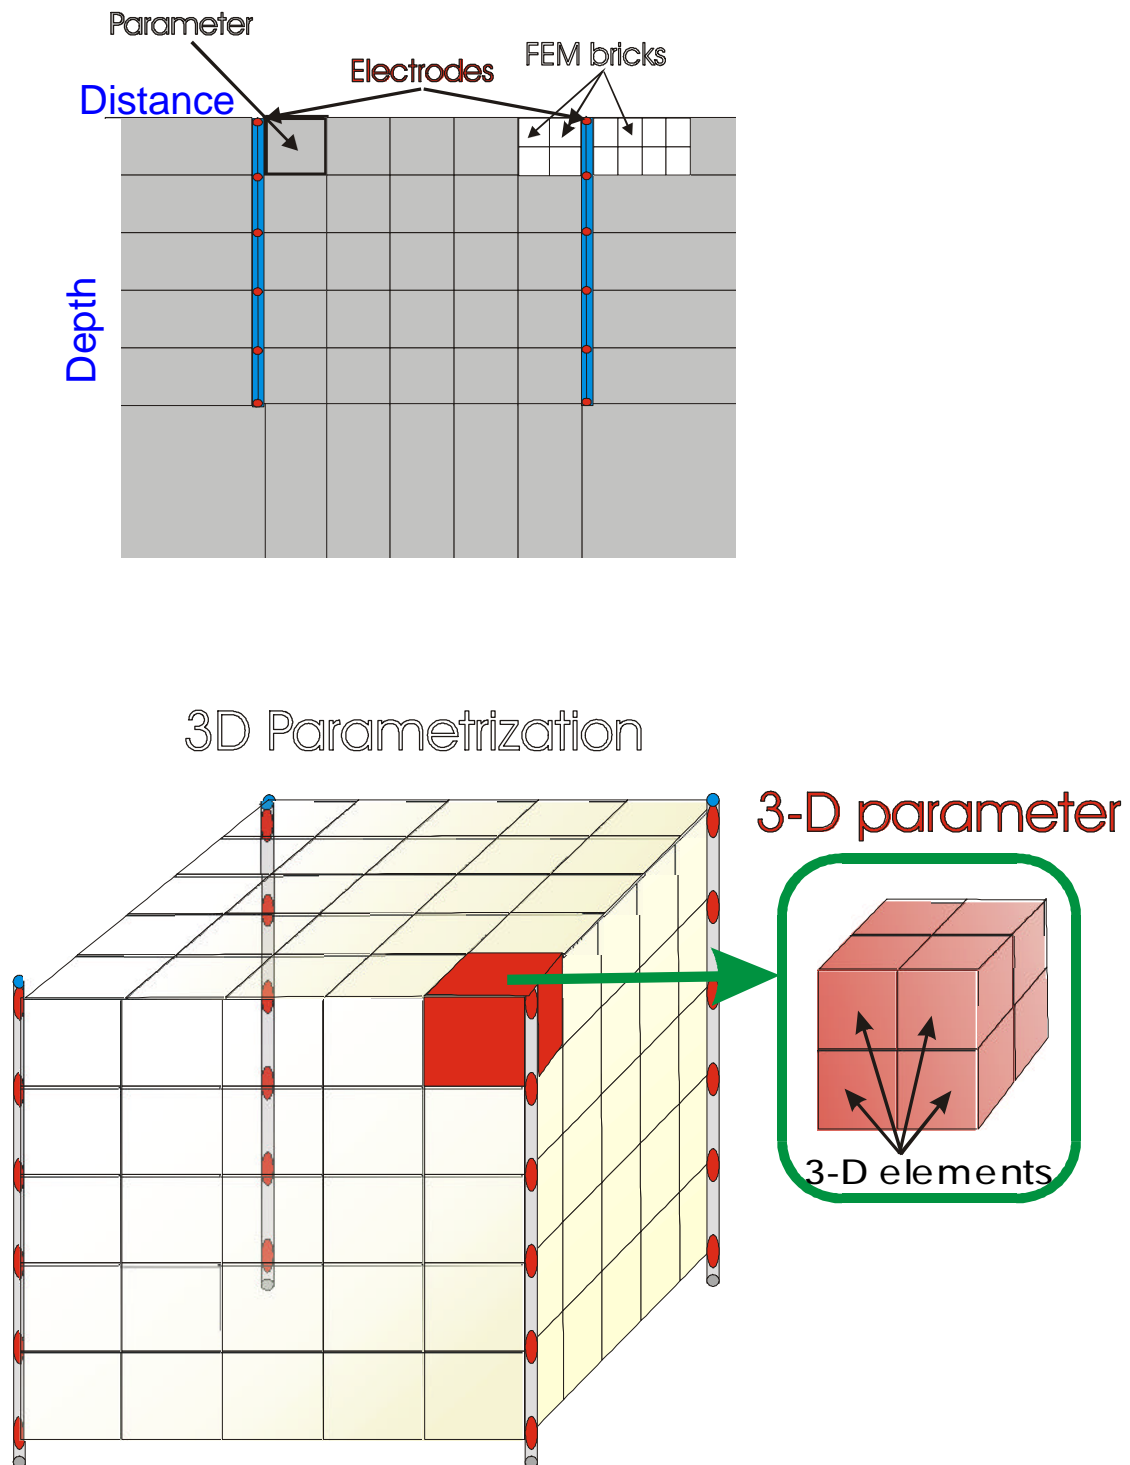 Parameter
Electrodes
FEM bricks
Distance
Depth
3D Parametrization
3-D parameter
3-D elements